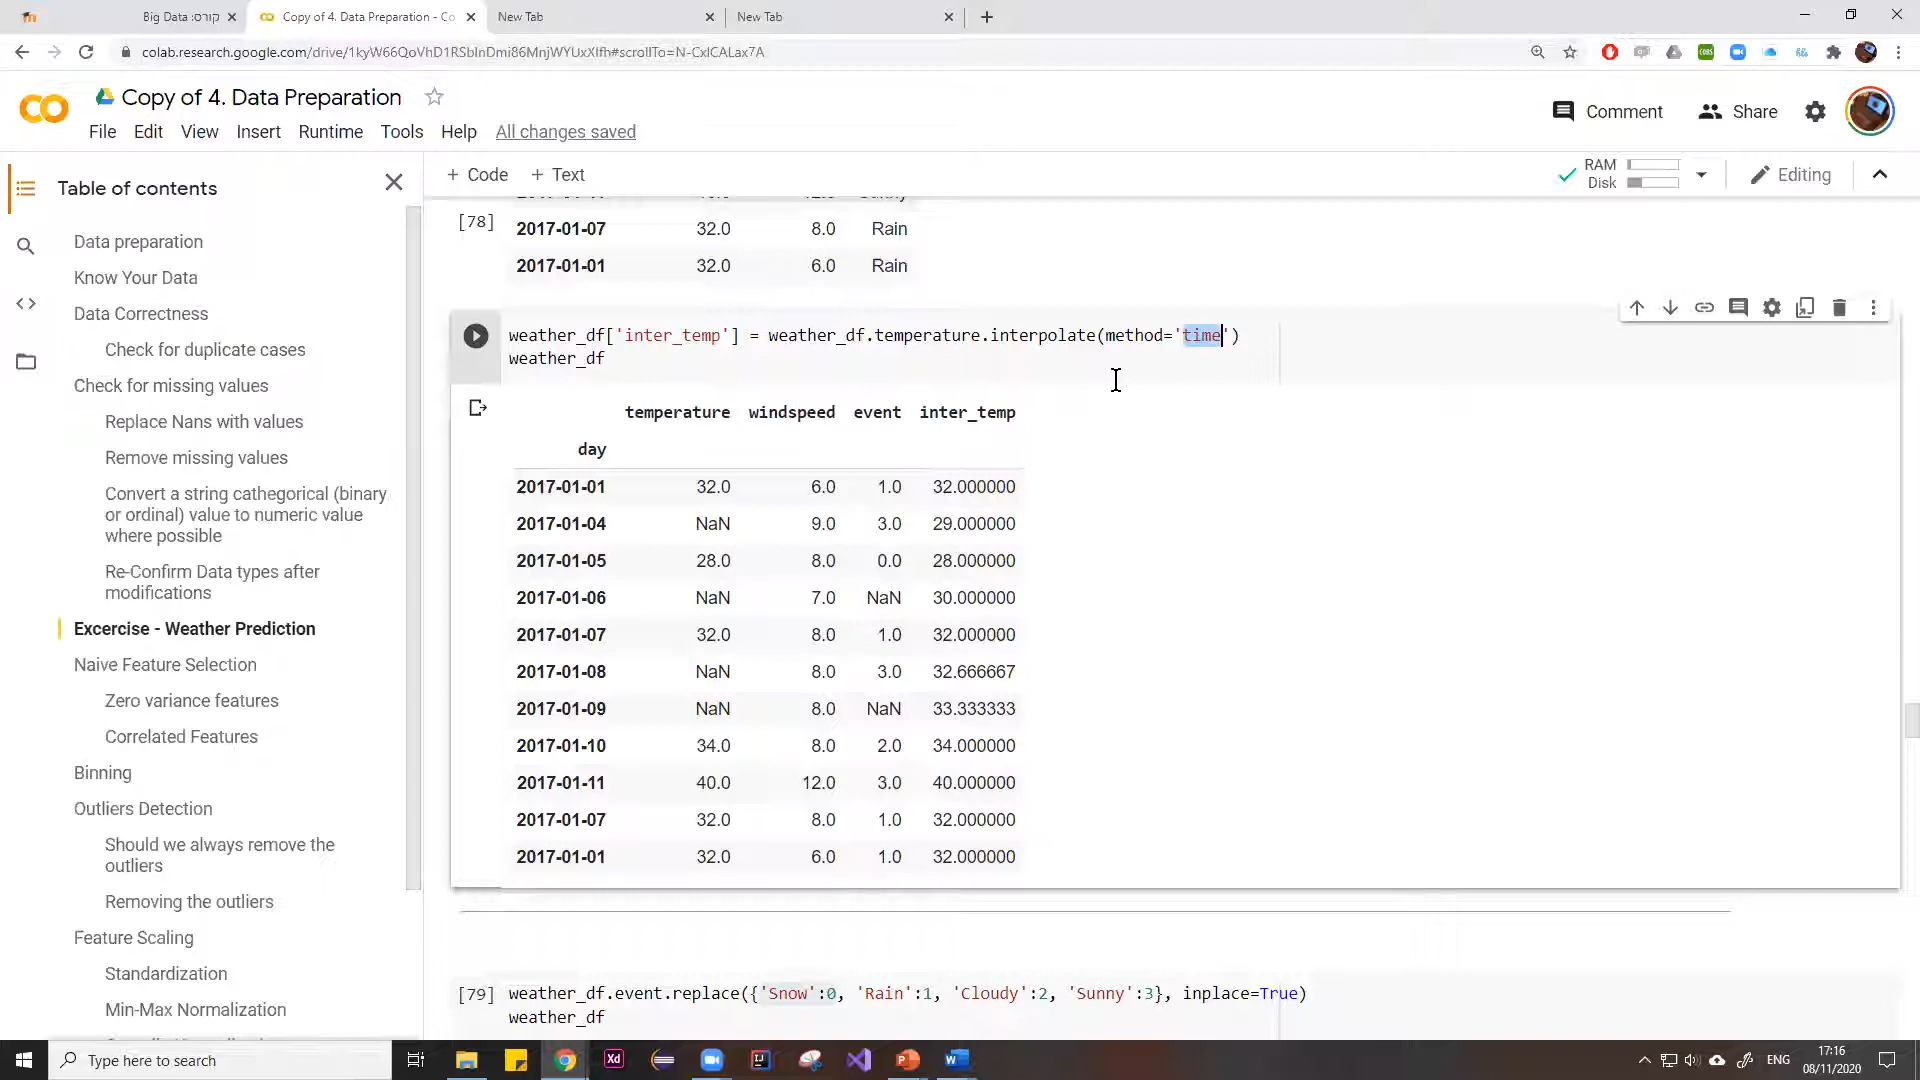 Big Data :קורס
Copy of 4. Data Preparation - Co
New Tab
New Tab
colab.research.google.com/drive/1kyW66QoVhD1RSbInDmi86MnjWYUxXlfh#scrollTo=N-CxlCALax7A
Copy of 4. Data Preparation
Comment
Share
File Edit View Insert Runtime Tools Help All changes saved
Table of contents
+ Code + Text
RAM
Disk
Editing
Data preparation
Know Your Data
Data Correctness
Check for duplicate cases
Check for missing values
Replace Nans with values
Remove missing values
Convert a string cathegorical (binary
or ordinal) value to numeric value
where possible
Re-Confirm Data types after
modifications
Excercise - Weather Prediction
Naive Feature Selection
Zero variance features
Correlated Features
Binning
Outliers Detection
Should we always remove the
outliers
Removing the outliers
Feature Scaling
Standardization
Min-Max Normalization
[78]
2017-01-07 32.0 8.0 Rain
2017-01-01 32.0 6.0 Rain
weather_df['inter_temp'] = weather_df.temperature.interpolate(method='time')
weather_df
temperature windspeed event inter_temp
day
2017-01-01 32.0 6.0 1.0 32.000000
2017-01-04 NaN 9.0 3.0 29.000000
2017-01-05 28.0 8.0 0.0 28.000000
2017-01-06 NaN 7.0 NaN 30.000000
2017-01-07 32.0 8.0 1.0 32.000000
2017-01-08 NaN 8.0 3.0 32.666667
2017-01-09 NaN 8.0 NaN 33.333333
2017-01-10 34.0 8.0 2.0 34.000000
2017-01-11 40.0 12.0 3.0 40.000000
2017-01-07 32.0 8.0 1.0 32.000000
2017-01-01 32.0 6.0 1.0 32.000000
[79] weather_df.event.replace({'Snow':0, 'Rain':1, 'Cloudy':2, 'Sunny':3}, inplace=True)
weather_df
Type here to search
Xd
ENG
17:16
08/11/2020